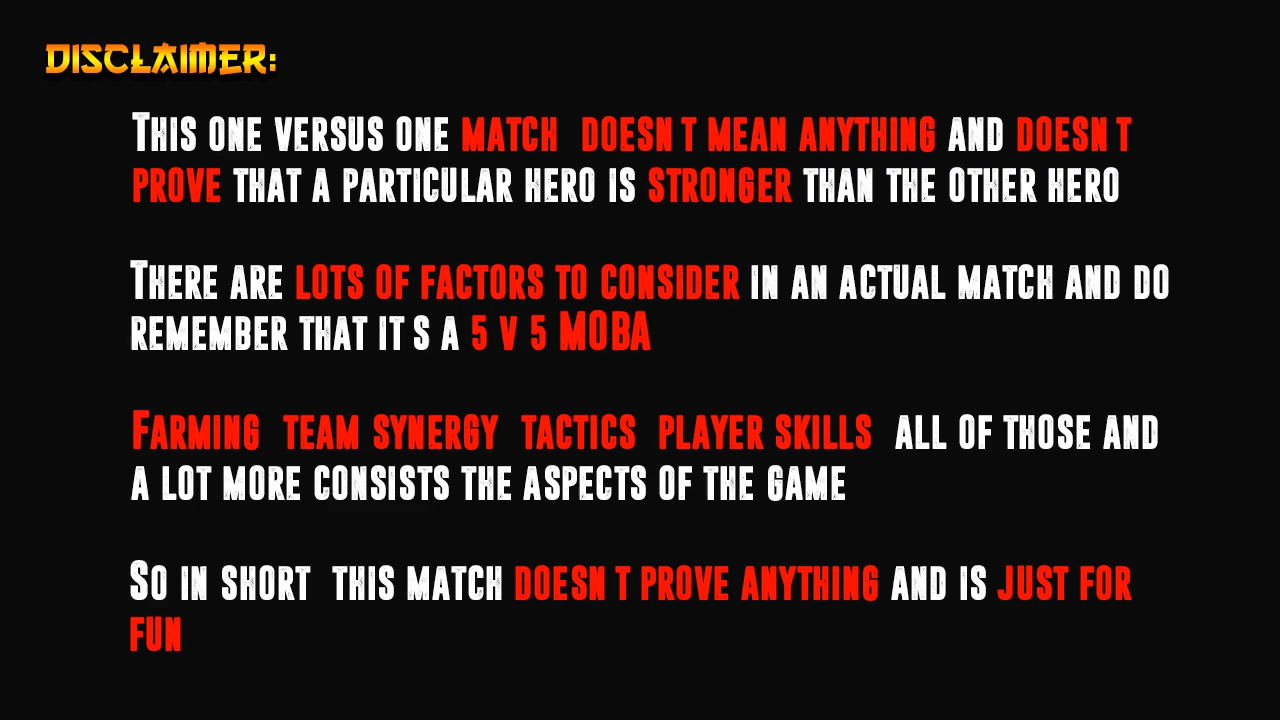 DISCLAIMER:
THIS ONE VERSUS ONE MATCH DOESN T MEAN ANYTHING AND DOESN T
PROVE THAT A PARTICULAR HERO IS STRONGER THAN THE OTHER HERO
THERE ARE LOTS OF FACTORS TO CONSIDER IN AN ACTUAL MATCH AND DO
REMEMBER THAT IT S A 5 V 5 MOBA
FARMING TEAM SYNERGY TACTICS PLAYER SKILLS ALL OF THOSE AND
A LOT MORE CONSISTS THE ASPECTS OF THE GAME
SO IN SHORT THIS MATCH DOESN T PROVE ANYTHING AND IS JUST FOR
FUN